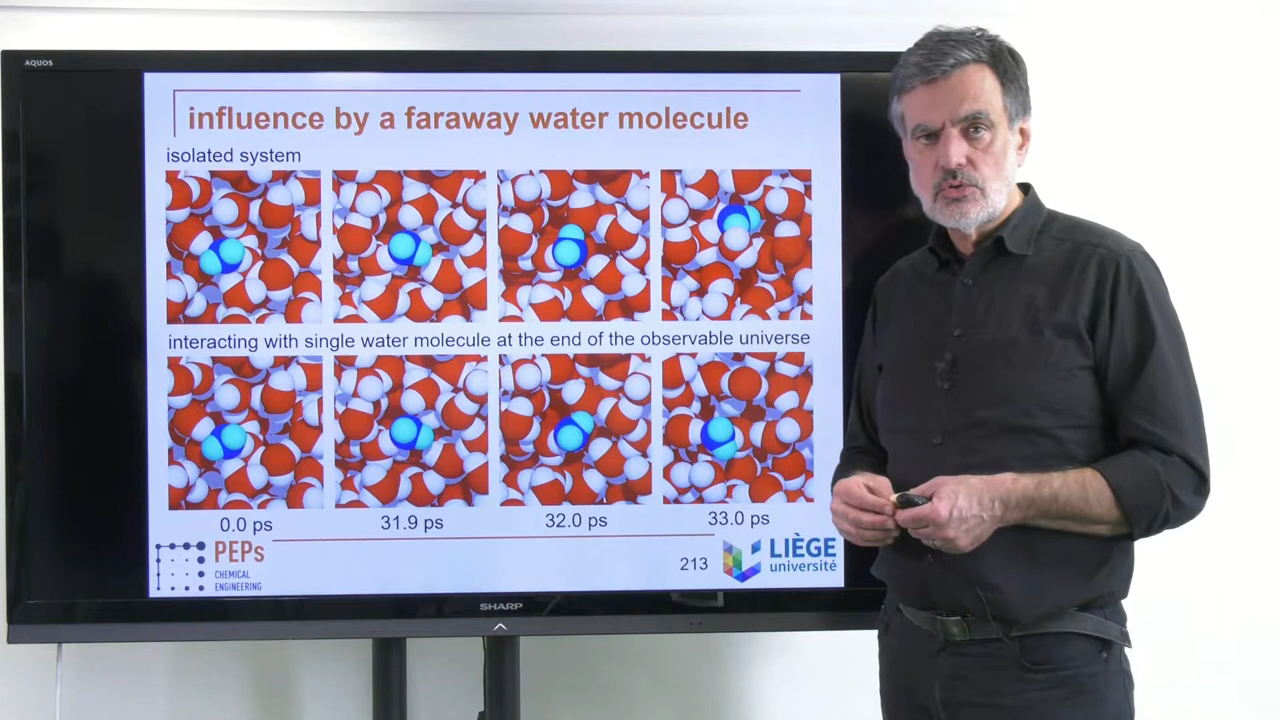 AQUOS
influence by a faraway water molecule
isolated system
interacting with single water molecule at the end of the observable universe
0.0 ps
31.9 ps
32.0 ps
33.0 ps
PEPs
CHEMICAL
ENGINEERING
213
LIÈGE
université
SHARP